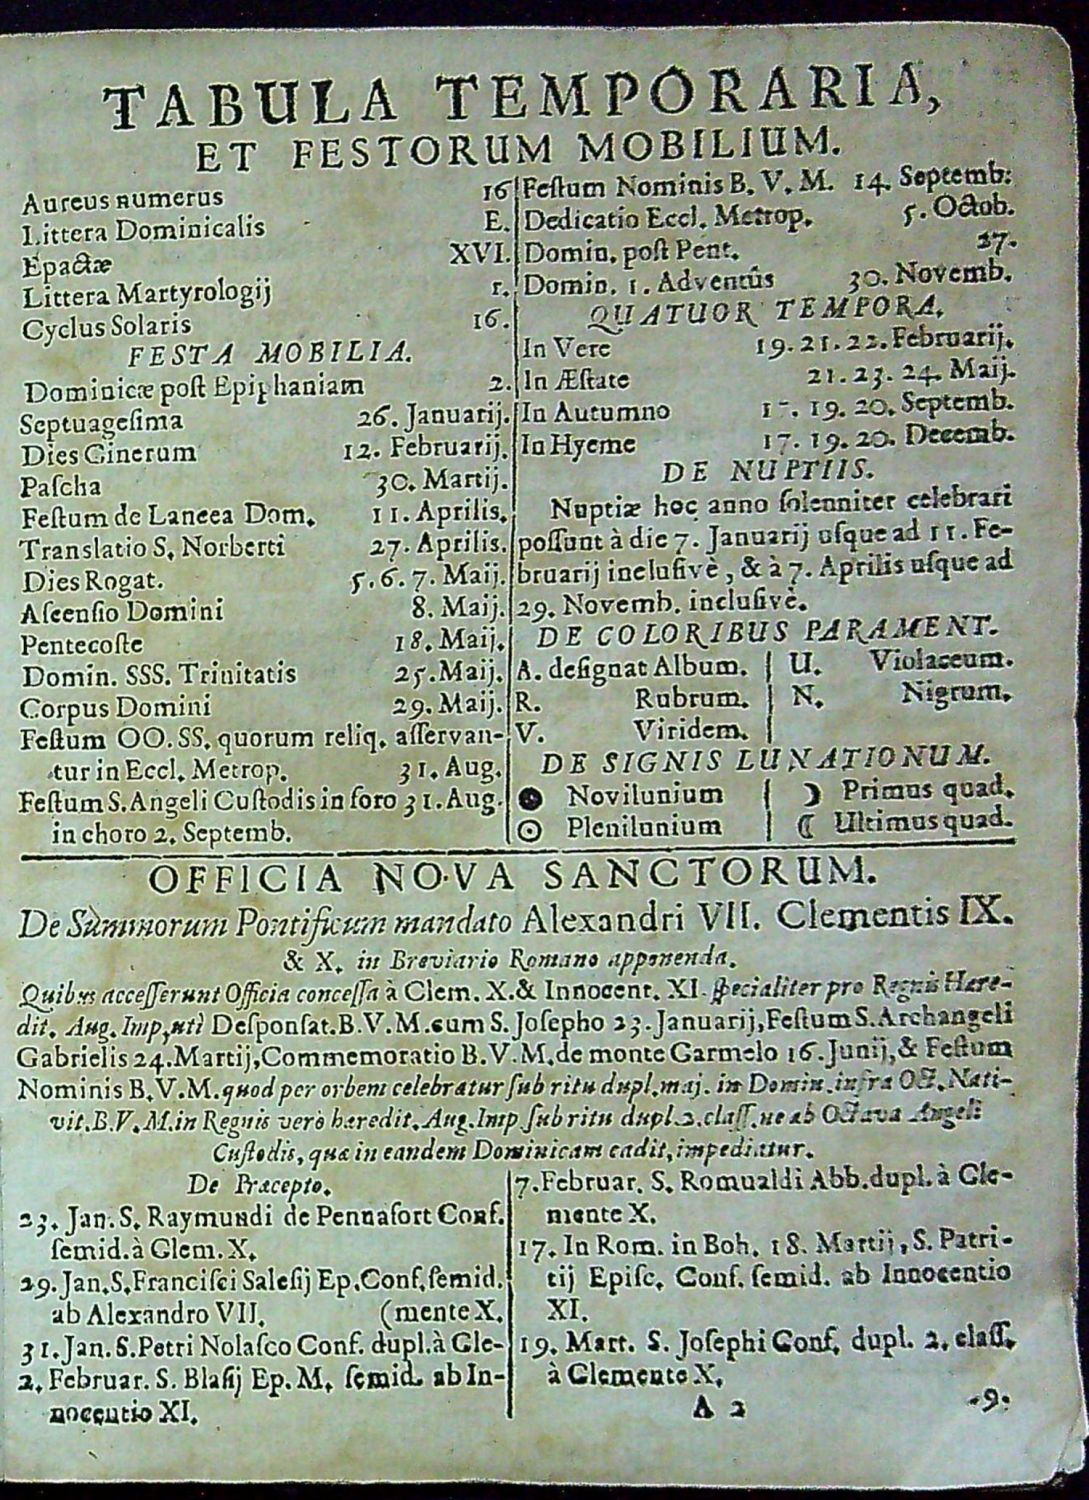 TABULA TEMPORARIA,
ET FESTORUM MOBILIUM.
Aureus numerus 16
Littera Dominicalis E.
Epactæ XVI.
Littera Martyrologij r.
Cyclus Solaris 16.
FESTA MOBILIA.
Dominicæ poſt Epiphaniam 2.
Septuageſima 26. Januarij.
Dies Cinerum 12. Februarij.
Paſcha 30. Martij.
Feſtum de Lancea Dom. 11. Aprilis.
Translatio S. Norberti 27. Aprilis.
Dies Rogat. 5. 6. 7. Maij.
Aſcenſio Domini 8. Maij.
Pentecoſte 18. Maij.
Domin. SSS. Trinitatis 25. Maij.
Corpus Domini 29. Maij.
Feſtum OO. SS. quorum reliq. aſſervan-
tur in Eccl. Metrop. 31. Aug.
Feſtum S. Angeli Cuſtodis in foro 31. Aug.
in choro 2. Septemb.
Feſtum Nominis B. V. M. 14. Septemb:
Dedicatio Eccl. Metrop. 5. Octob.
Domin. poſt Pent. 27.
Domin. 1. Adventûs 30. Novemb.
QUATUOR TEMPORA.
In Vere 19. 21. 22. Februarij.
In Æſtate 21. 23. 24. Maij.
In Autumno 19. 20. Septemb.
In Hyeme 17. 19. 20. Decemb.
DE NUPTIIS.
Nuptiæ hoc anno ſolenniter celebrari
poſſunt à die 7. Januarij uſque ad 11. Fe-
bruarij incluſivè, & à 7. Aprilis uſque ad
29. Novemb. incluſivè.
DE COLORIBUS PARAMENT.
A. deſignat Album. | U. Violaceum.
R. Rubrum. | N. Nigrum.
V. Viridem. |
DE SIGNIS LUNATIONUM.
● Novilunium | ☽ Primus quad.
☉ Plenilunium | ☾ Ultimus quad.
OFFICIA NOVA SANCTORUM.
De Summorum Pontificum mandato Alexandri VII. Clementis IX.
& X. in Breviario Romano apponenda.
Quibus acceſſerunt Officia conceſſa à Clem. X. & Innocent. XI. ſpecialiter pro Regnis Hære-
dit. Aug. Imp. utì Deſponſat. B. V. M. cum S. Joſepho 23. Januarij, Feſtum S. Archangeli
Gabrielis 24. Martij, Commemoratio B. V. M. de monte Carmelo 16. Junij, & Feſtum
Nominis B. V. M. quod per orbem celebratur ſub ritu dupl. maj. in Domin. infra Oct. Nati-
vit. B. V. M. in Regnis verò hæredit. Aug. Imp. ſub ritu dupl. 2. claſſ. ne ab Octava Angeli
Cuſtodis, quæ in eandem Dominicam cadit, impediatur.
De Præcepto.
23. Jan. S. Raymundi de Pennafort Conf.
ſemid. à Clem. X.
29. Jan. S. Franciſci Saleſij Ep. Conf. ſemid.
ab Alexandro VII. (mente X.
31. Jan. S. Petri Nolaſco Conf. dupl. à Cle-
2. Februar. S. Blaſij Ep. M. ſemid. ab In-
nocentio XI.
7. Februar. S. Romualdi Abb. dupl. à Cle-
mente X.
17. In Rom. in Boh. 18. Martij, S. Patri-
tij Epiſc. Conf. ſemid. ab Innocentio
XI.
19. Mart. S. Joſephi Conf. dupl. 2. claſſ.
à Clemente X.
A 2 -9.